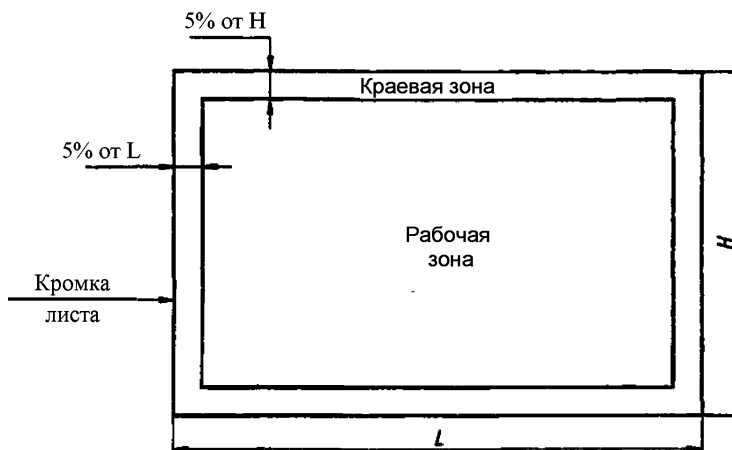 5% от H
Краевая зона
5% от L
Рабочая
зона
H
Кромка
листа
L